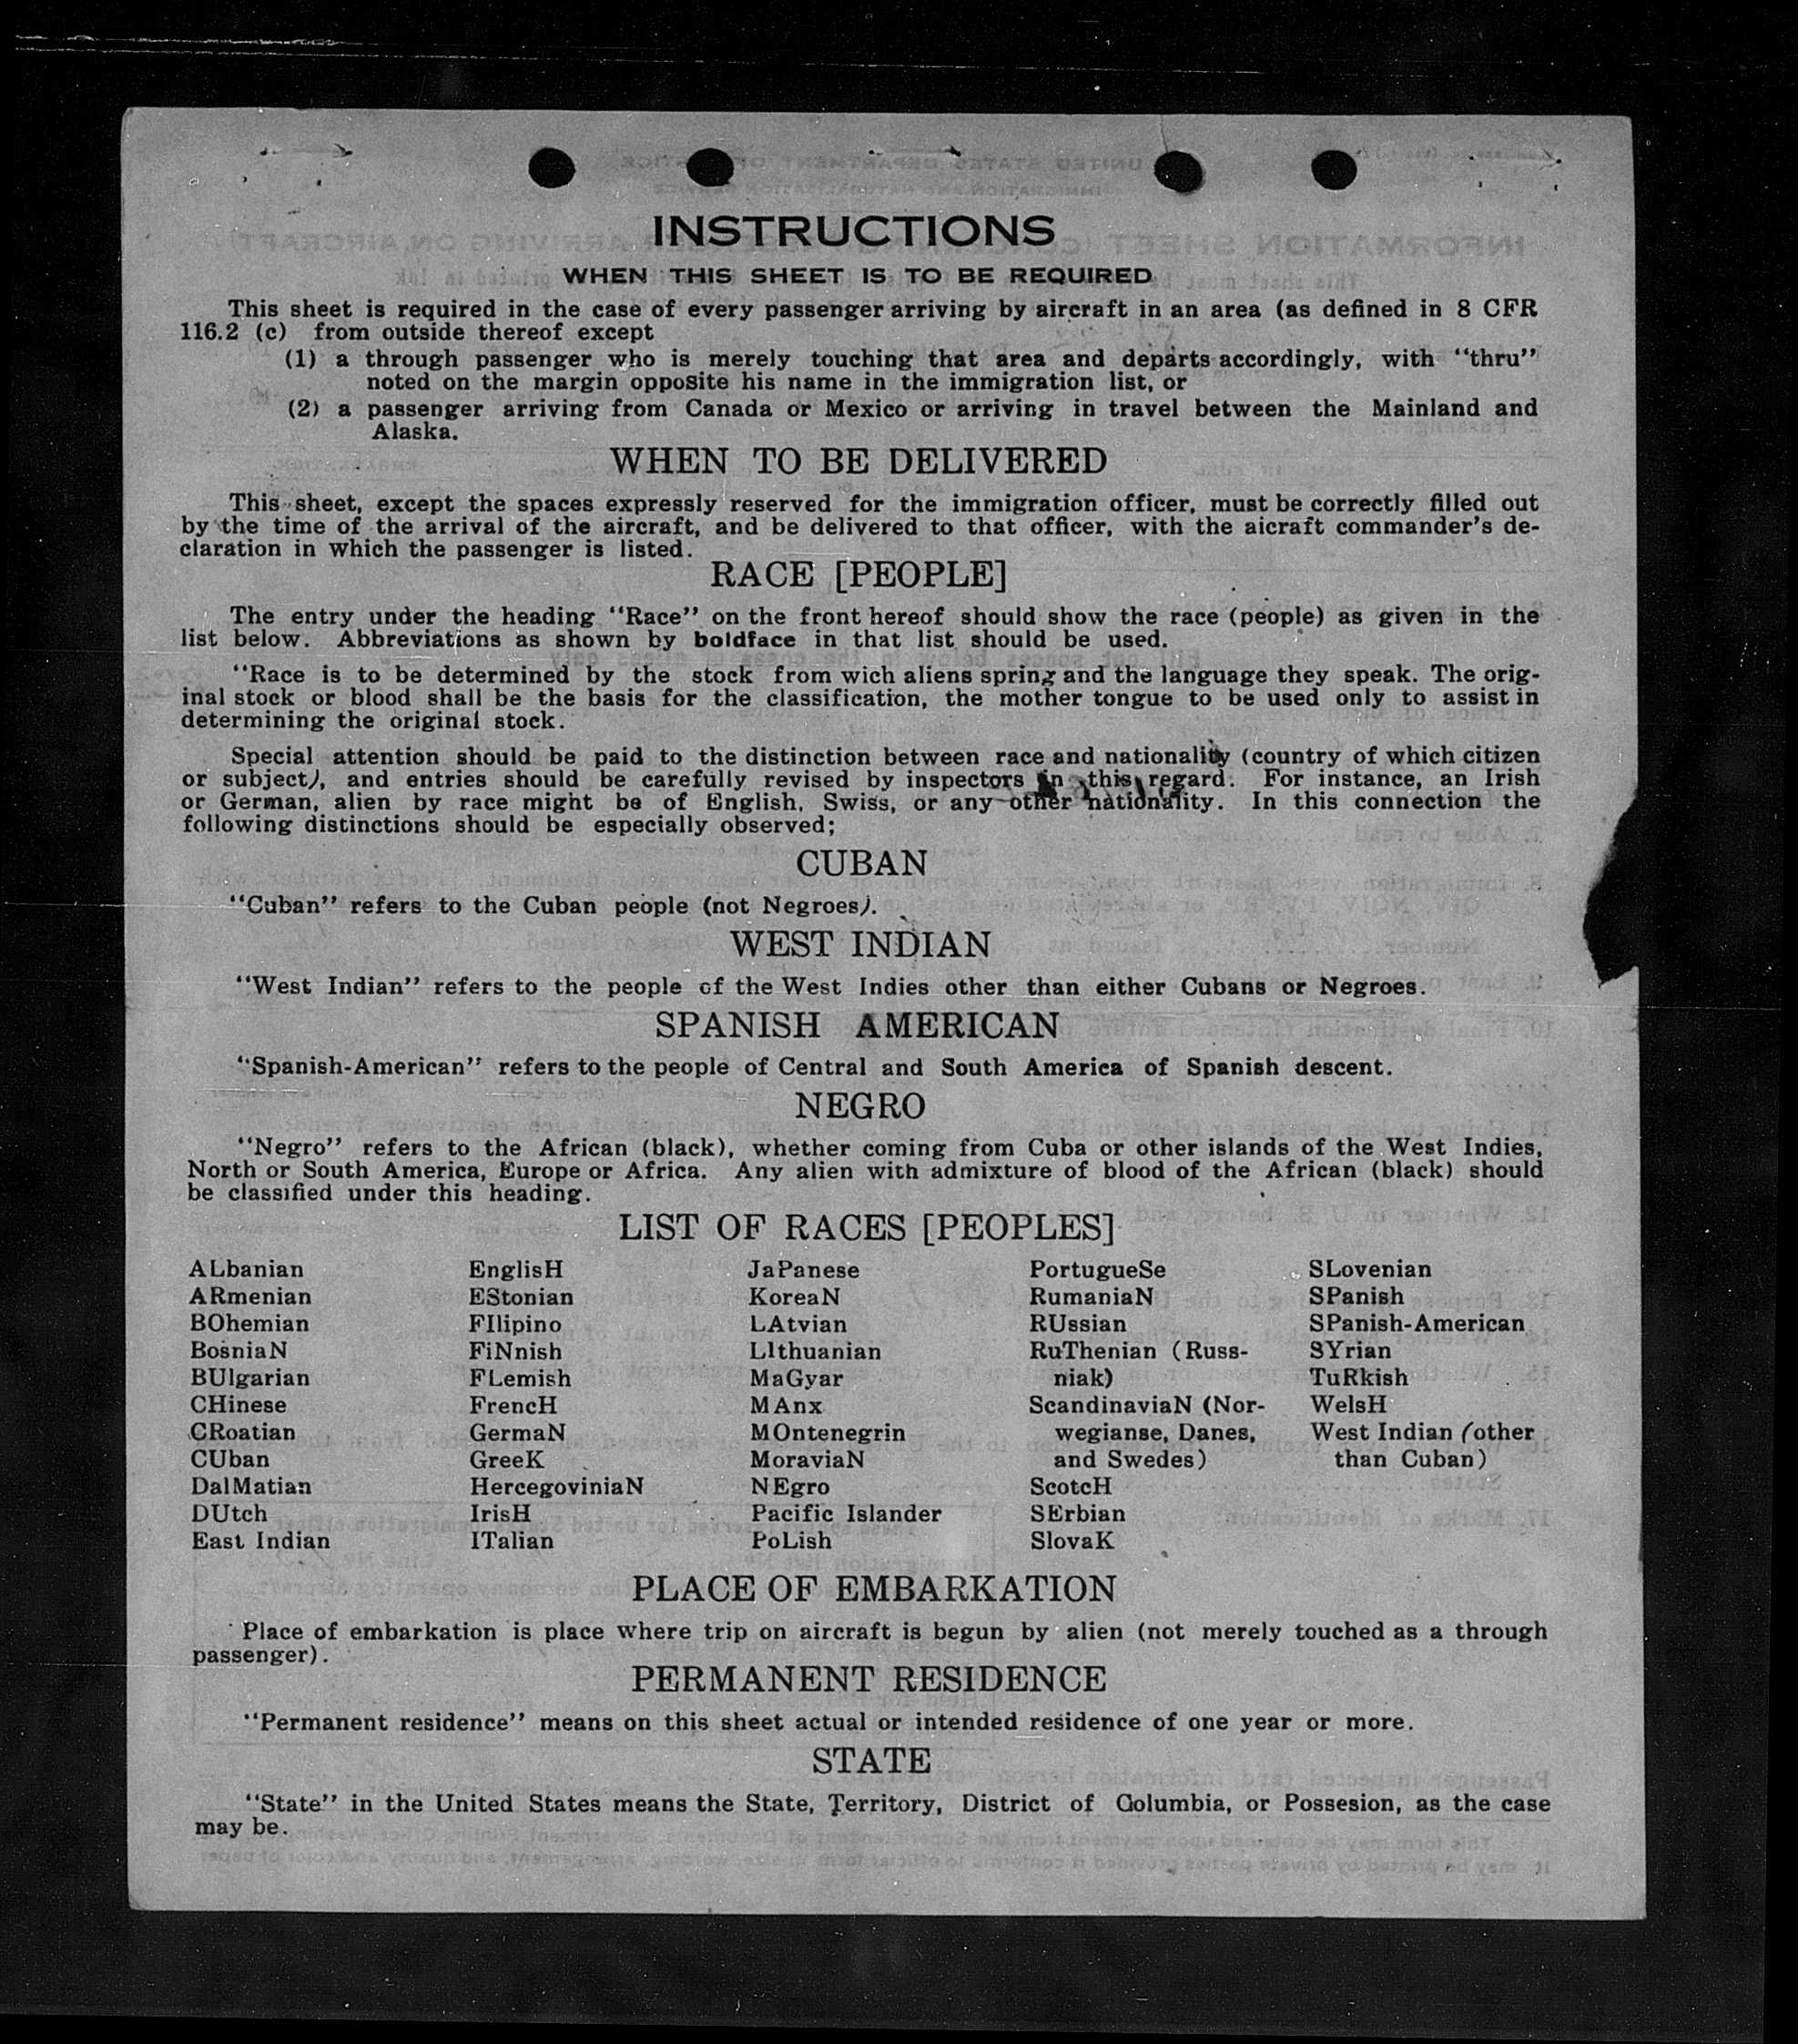 INSTRUCTIONS
WHEN THIS SHEET IS TO BE REQUIRED
This sheet is required in the case of every passenger arriving by aircraft in an area (as defined in 8 CFR
116.2 (c) from outside thereof except
(1) a through passenger who is merely touching that area and departs accordingly, with "thru"
noted on the margin opposite his name in the immigration list, or
(2) a passenger arriving from Canada or Mexico or arriving in travel between the Mainland and
Alaska.
WHEN TO BE DELIVERED
This sheet, except the spaces expressly reserved for the immigration officer, must be correctly filled out
by the time of the arrival of the aircraft, and be delivered to that officer, with the aicraft commander's de-
claration in which the passenger is listed.
RACE [PEOPLE]
The entry under the heading "Race" on the front hereof should show the race (people) as given in the
list below. Abbreviations as shown by boldface in that list should be used.
"Race is to be determined by the stock from wich aliens spring and the language they speak. The orig-
inal stock or blood shall be the basis for the classification, the mother tongue to be used only to assist in
determining the original stock.
Special attention should be paid to the distinction between race and nationality (country of which citizen
or subject), and entries should be carefully revised by inspectors in this regard. For instance, an Irish
or German, alien by race might be of English, Swiss, or any other nationality. In this connection the
following distinctions should be especially observed;
CUBAN
"Cuban" refers to the Cuban people (not Negroes).
WEST INDIAN
"West Indian" refers to the people of the West Indies other than either Cubans or Negroes.
SPANISH AMERICAN
"Spanish-American" refers to the people of Central and South America of Spanish descent.
NEGRO
"Negro" refers to the African (black), whether coming from Cuba or other islands of the West Indies,
North or South America, Europe or Africa. Any alien with admixture of blood of the African (black) should
be classified under this heading.
LIST OF RACES [PEOPLES]
ALbanian
ARmenian
BOhemian
BosniaN
BUlgarian
CHinese
CRoatian
CUban
DalMatian
DUtch
East Indian
EnglisH
EStonian
FIlipino
FiNnish
FLemish
FrencH
GermaN
GreeK
HercegoviniaN
IrisH
ITalian
JaPanese
KoreaN
LAtvian
LIthuanian
MaGyar
MAnx
MOntenegrin
MoraviaN
NEgro
Pacific Islander
PoLish
PortugueSe
RumaniaN
RUssian
RuThenian (Russ-
niak)
ScandinaviaN (Nor-
wegianse, Danes,
and Swedes)
ScotcH
SErbian
SlovaK
SLovenian
SPanish
SPanish-American
SYrian
TuRkish
WelsH
West Indian (other
than Cuban)
PLACE OF EMBARKATION
Place of embarkation is place where trip on aircraft is begun by alien (not merely touched as a through
passenger).
PERMANENT RESIDENCE
"Permanent residence" means on this sheet actual or intended residence of one year or more.
STATE
"State" in the United States means the State, Territory, District of Columbia, or Possesion, as the case
may be.